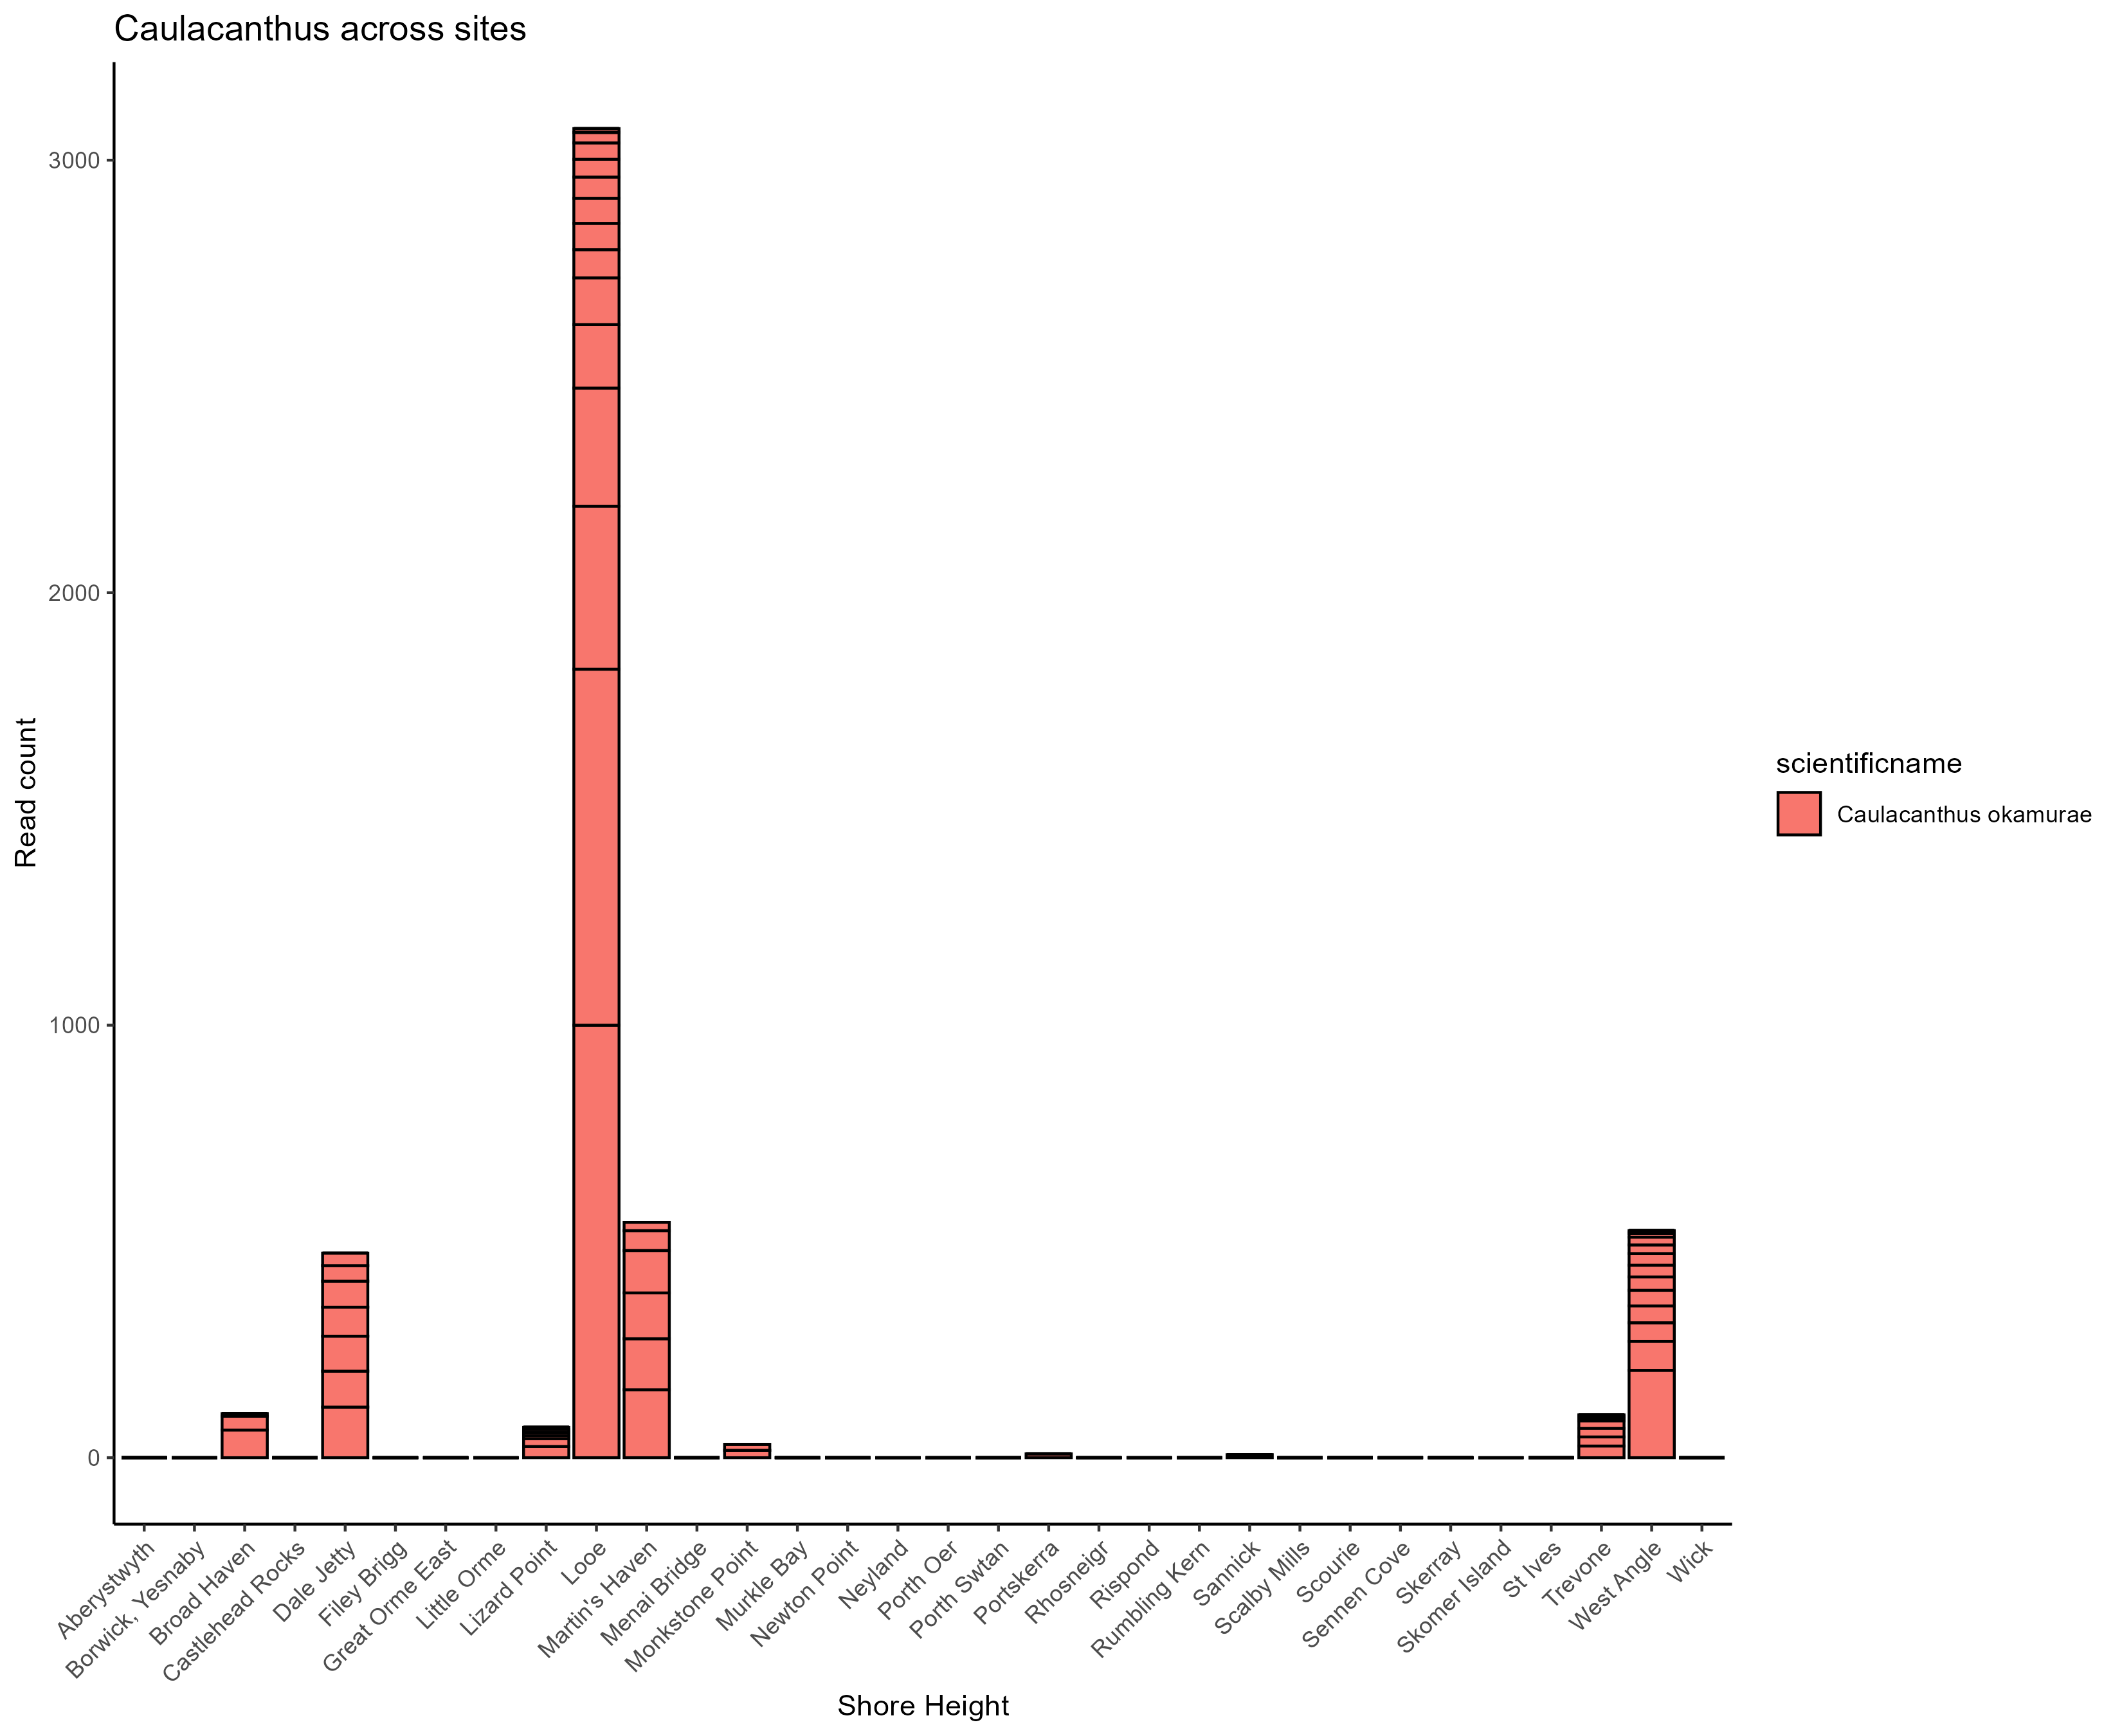 Caulacanthus across sites
Read count
3000
2000
1000
0
Aberystwyth
Borwick, Yesnaby
Broad Haven
Castlehead Rocks
Dale Jetty
Filey Brigg
Great Orme East
Little Orme
Lizard Point
Looe
Martin's Haven
Menai Bridge
Monkstone Point
Murkle Bay
Newton Point
Neyland
Porth Oer
Porth Swtan
Portskerra
Rhosneigr
Rispond
Rumbling Kern
Sannick
Scalby Mills
Scourie
Sennen Cove
Skerray
Skomer Island
St Ives
Trevone
West Angle
Wick
Shore Height
scientificname
Caulacanthus okamurae